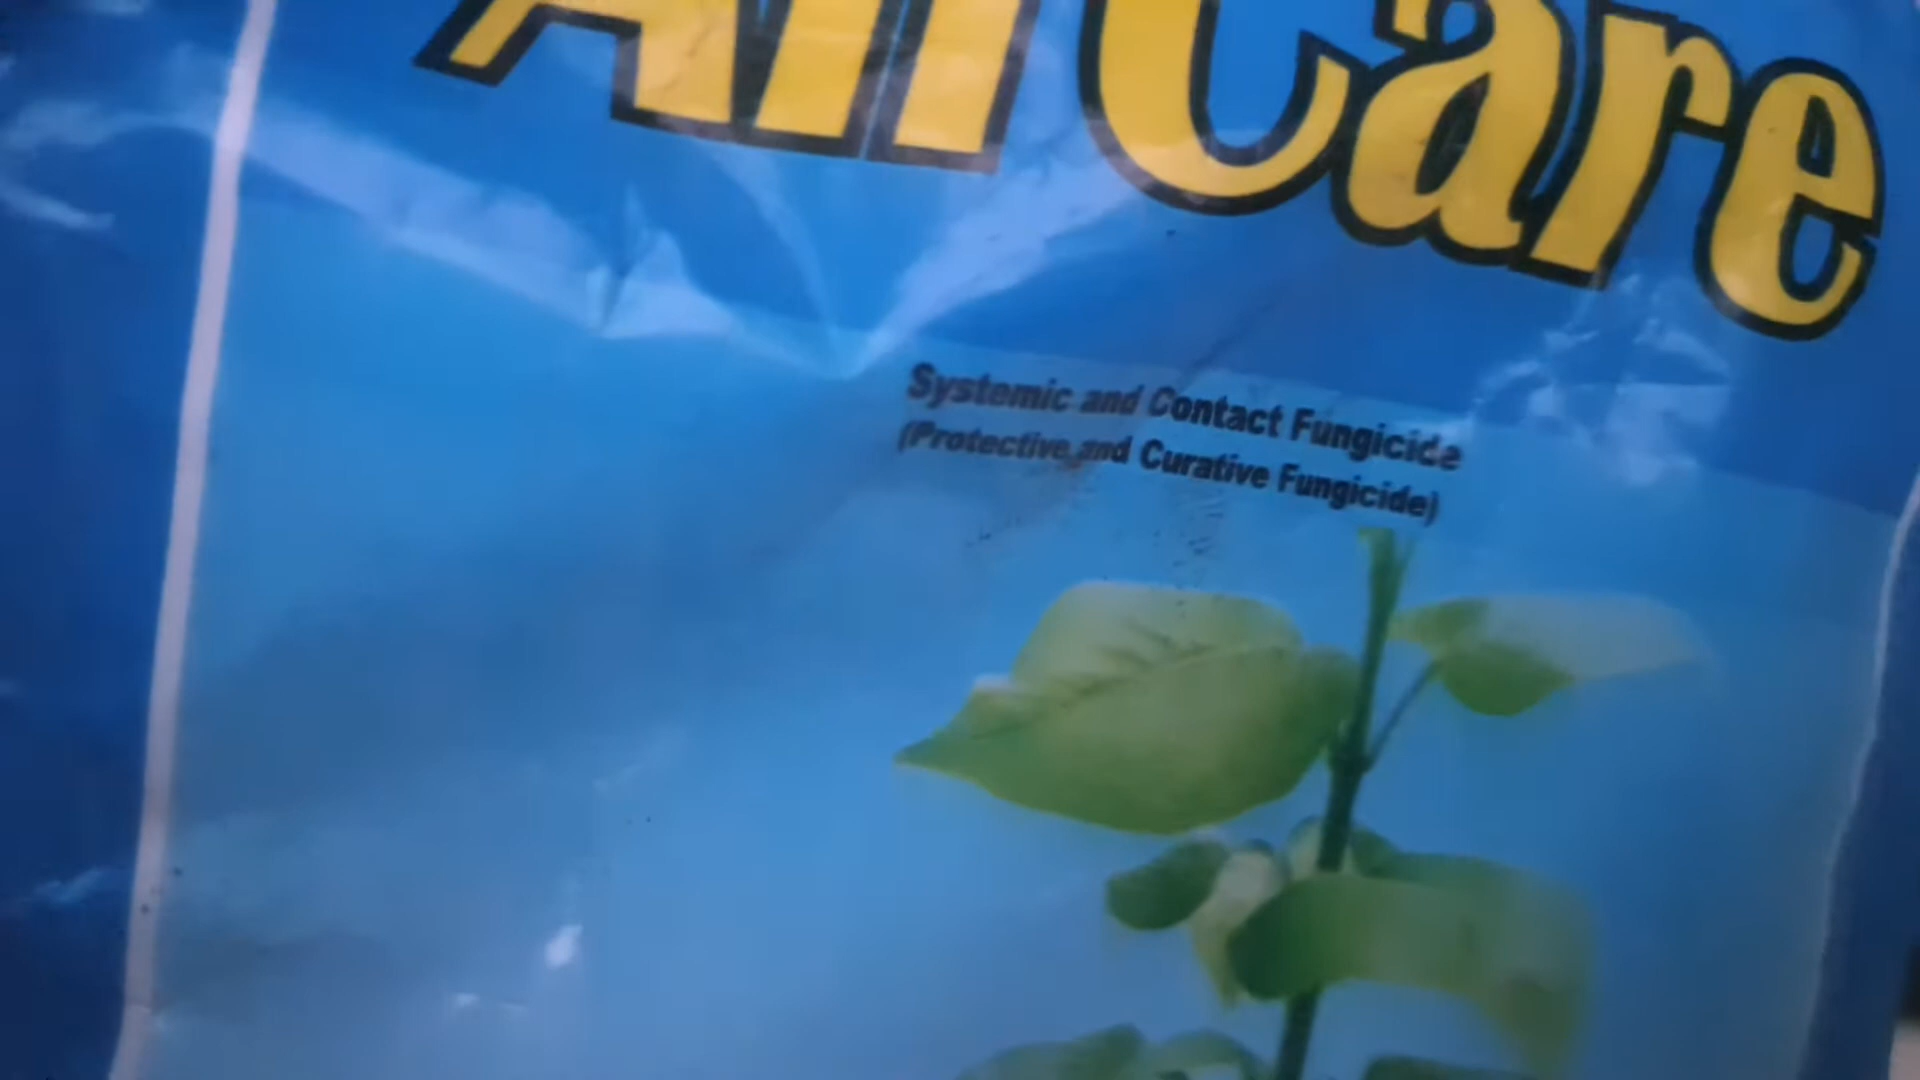 All Care
Systemic and Contact Fungicide
(Protective and Curative Fungicide)